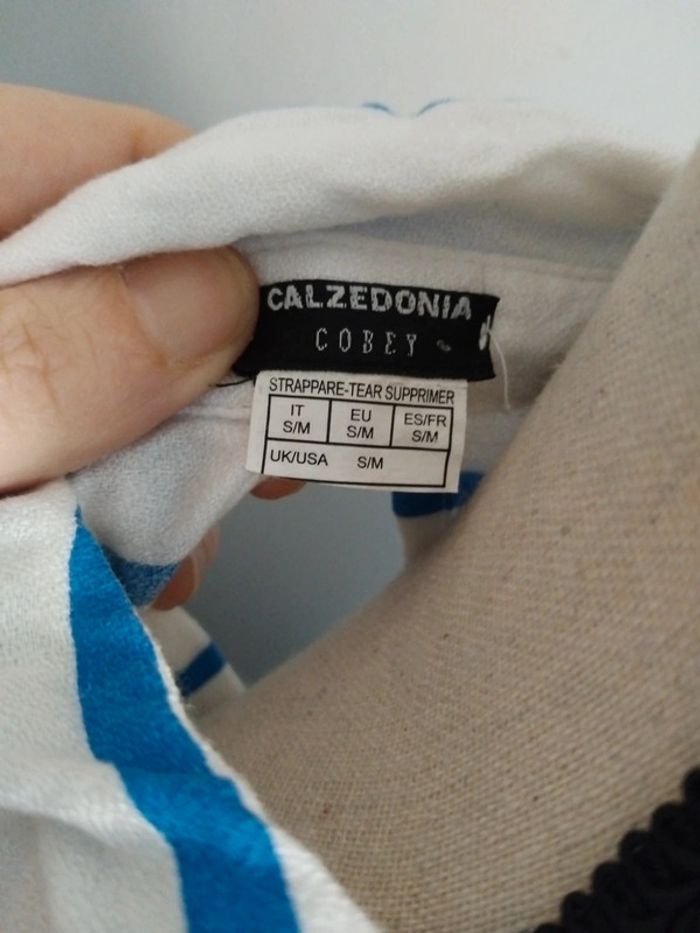 CALZEDONIA
COBEY
STRAPPARE-TEAR SUPPRIMER
IT EU ES/FR
S/M S/M S/M
UK/USA S/M